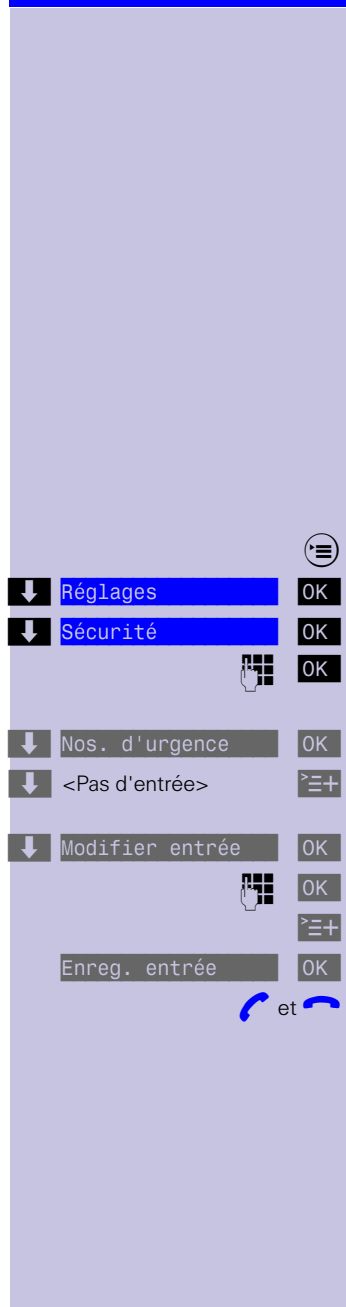 Réglages OK
Sécurité OK
OK
Nos. d'urgence OK
<Pas d'entrée>
Modifier entrée OK
OK
Enreg. entrée OK
et